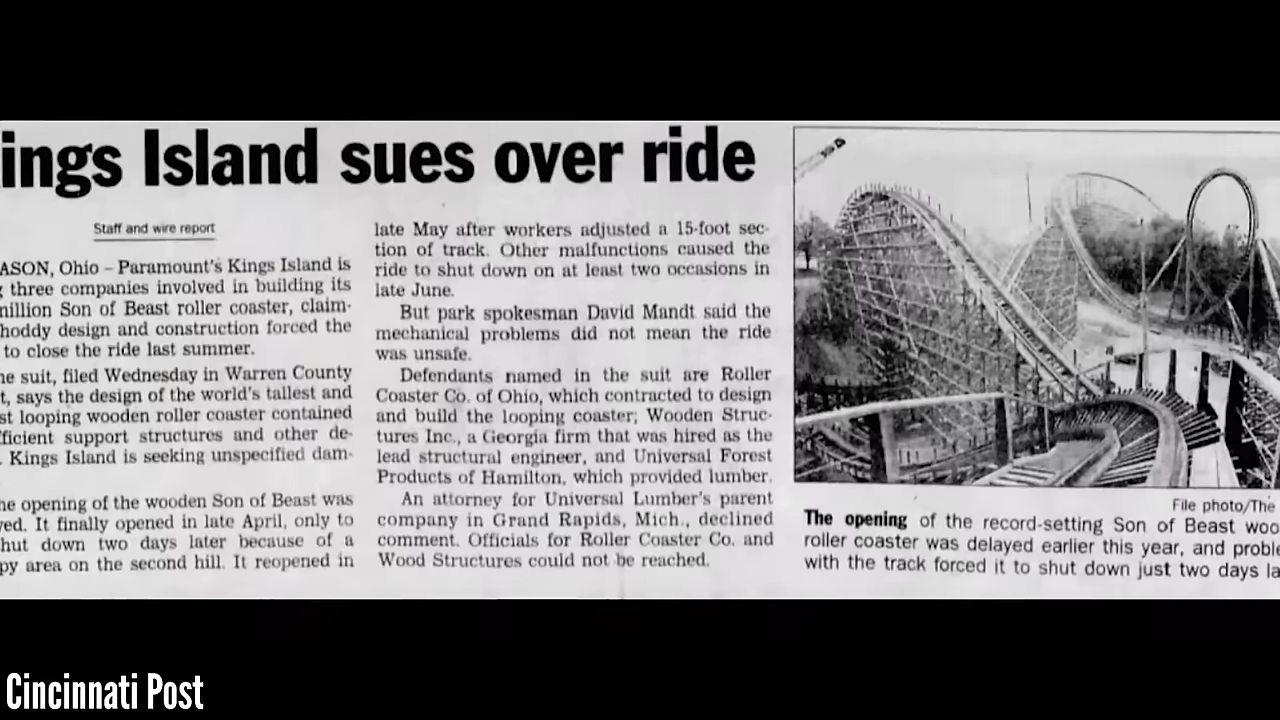 ings Island sues over ride
Staff and wire report
ASON, Ohio – Paramount's Kings Island is
g three companies involved in building its
million Son of Beast roller coaster, claim-
hoddy design and construction forced the
to close the ride last summer.
he suit, filed Wednesday in Warren County
t, says the design of the world's tallest and
st looping wooden roller coaster contained
fficient support structures and other de-
. Kings Island is seeking unspecified dam-
he opening of the wooden Son of Beast was
yed. It finally opened in late April, only to
hut down two days later because of a
py area on the second hill. It reopened in
late May after workers adjusted a 15-foot sec-
tion of track. Other malfunctions caused the
ride to shut down on at least two occasions in
late June.
But park spokesman David Mandt said the
mechanical problems did not mean the ride
was unsafe.
Defendants named in the suit are Roller
Coaster Co. of Ohio, which contracted to design
and build the looping coaster; Wooden Struc-
tures Inc., a Georgia firm that was hired as the
lead structural engineer, and Universal Forest
Products of Hamilton, which provided lumber.
An attorney for Universal Lumber's parent
company in Grand Rapids, Mich., declined
comment. Officials for Roller Coaster Co. and
Wood Structures could not be reached.
File photo/The
The opening of the record-setting Son of Beast woo
roller coaster was delayed earlier this year, and proble
with the track forced it to shut down just two days la
Cincinnati Post